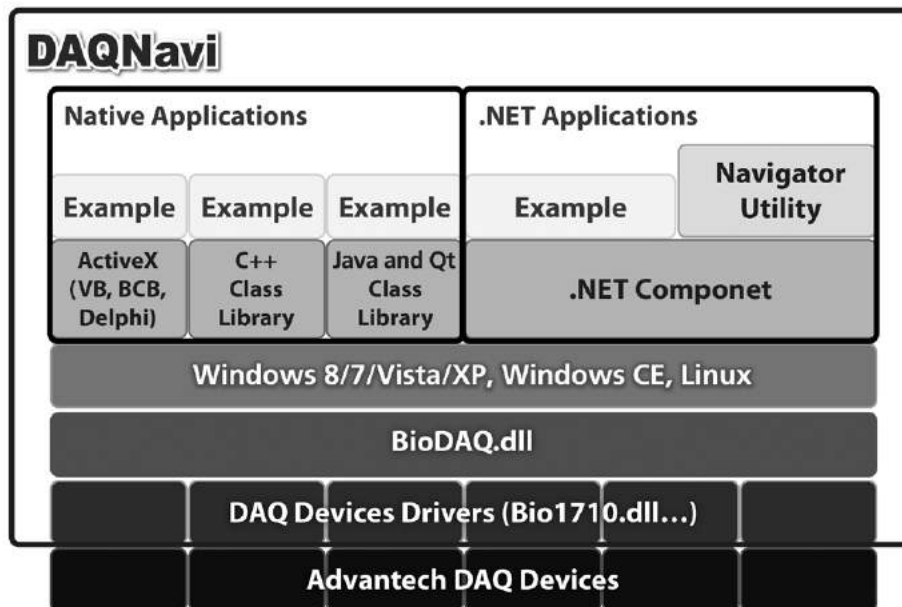 DAQNavi
Native Applications
.NET Applications
Example
Example
Example
Example
Navigator
Utility
ActiveX
(VB, BCB,
Delphi)
C++
Class
Library
Java and Qt
Class
Library
.NET Componet
Windows 8/7/Vista/XP, Windows CE, Linux
BioDAQ.dll
DAQ Devices Drivers (Bio1710.dll...)
Advantech DAQ Devices